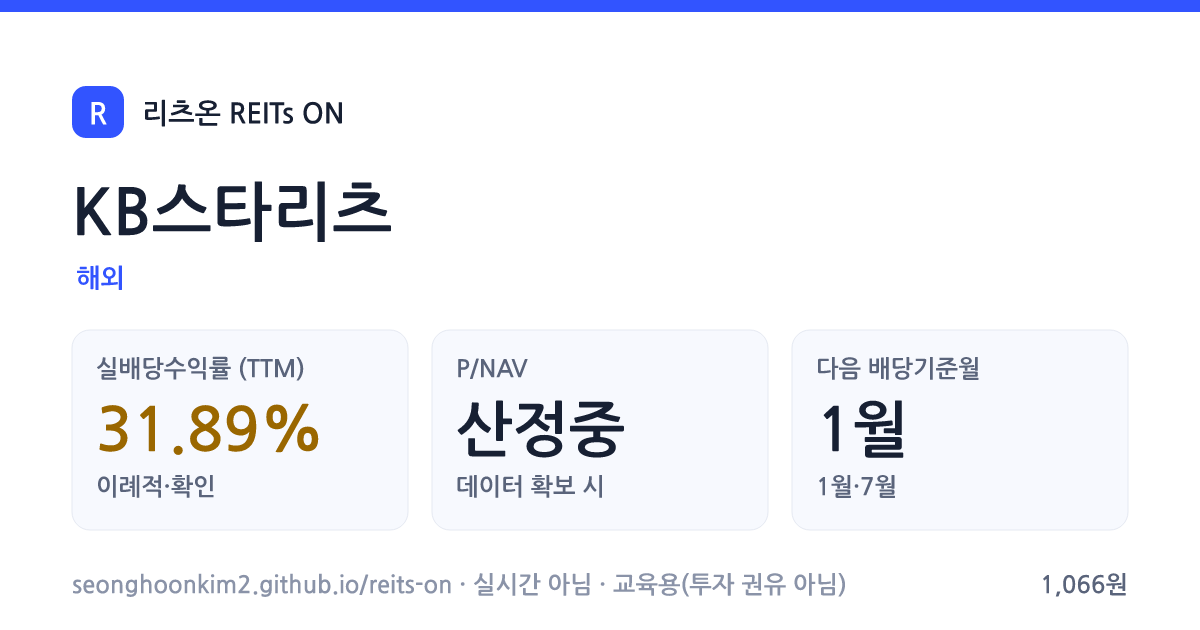 R 리츠온 REITs ON
KB스타리츠
해외
실배당수익률 (TTM)
31.89%
이례적·확인
P/NAV
산정중
데이터 확보 시
다음 배당기준월
1월
1월·7월
seonghoonkim2.github.io/reits-on · 실시간 아님 · 교육용(투자 권유 아님)
1,066원